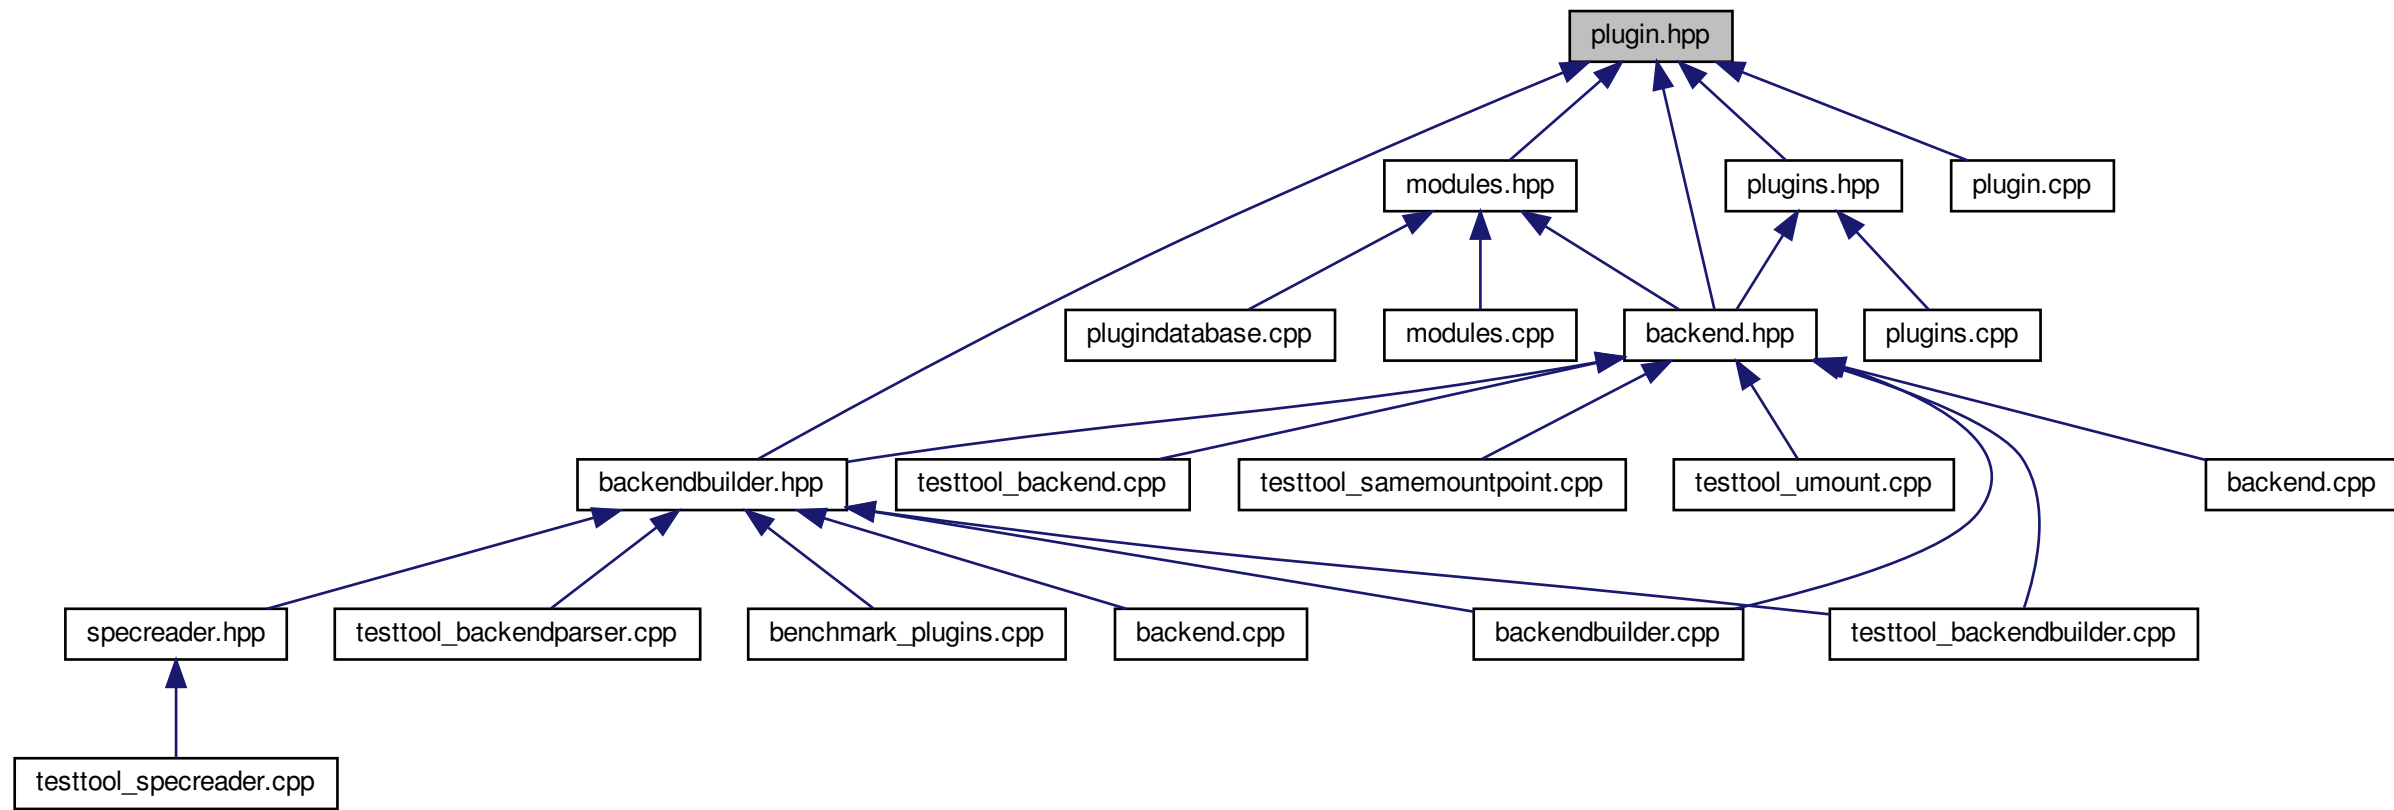 plugin.hpp
modules.hpp
plugins.hpp
plugin.cpp
plugindatabase.cpp
modules.cpp
backend.hpp
plugins.cpp
backendbuilder.hpp
testtool_backend.cpp
testtool_samemountpoint.cpp
testtool_umount.cpp
backend.cpp
specreader.hpp
testtool_backendparser.cpp
benchmark_plugins.cpp
backend.cpp
backendbuilder.cpp
testtool_backendbuilder.cpp
testtool_specreader.cpp